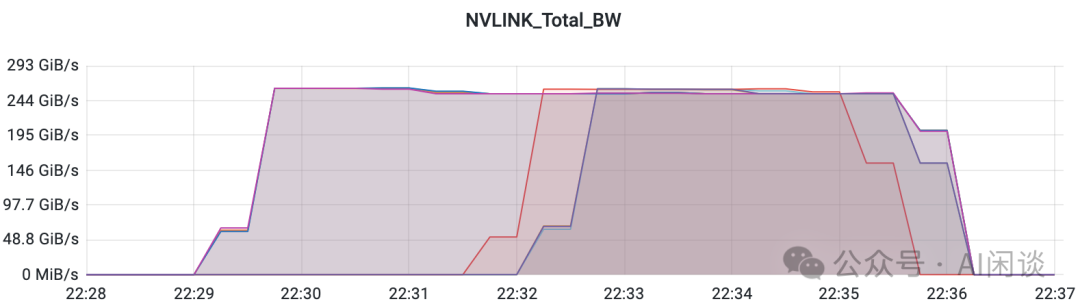 NVLINK_Total_BW
293 GiB/s
244 GiB/s
195 GiB/s
146 GiB/s
97.7 GiB/s
48.8 GiB/s
0 MiB/s
22:28 22:29 22:30 22:31 22:32 22:33 22:34 22:35 22:36 22:37
公众号 · AI闲谈